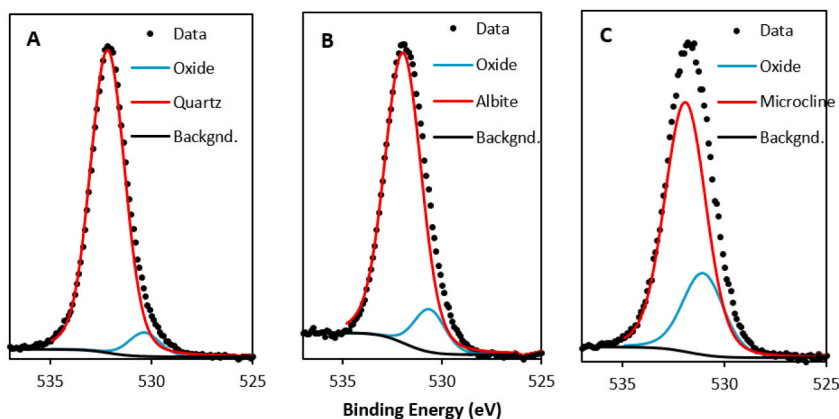 A
Data
Oxide
Quartz
Backgnd.
535
530
525
B
Data
Oxide
Albite
Backgnd.
535
530
525
C
Data
Oxide
Microcline
Backgnd.
535
530
525
Binding Energy (eV)